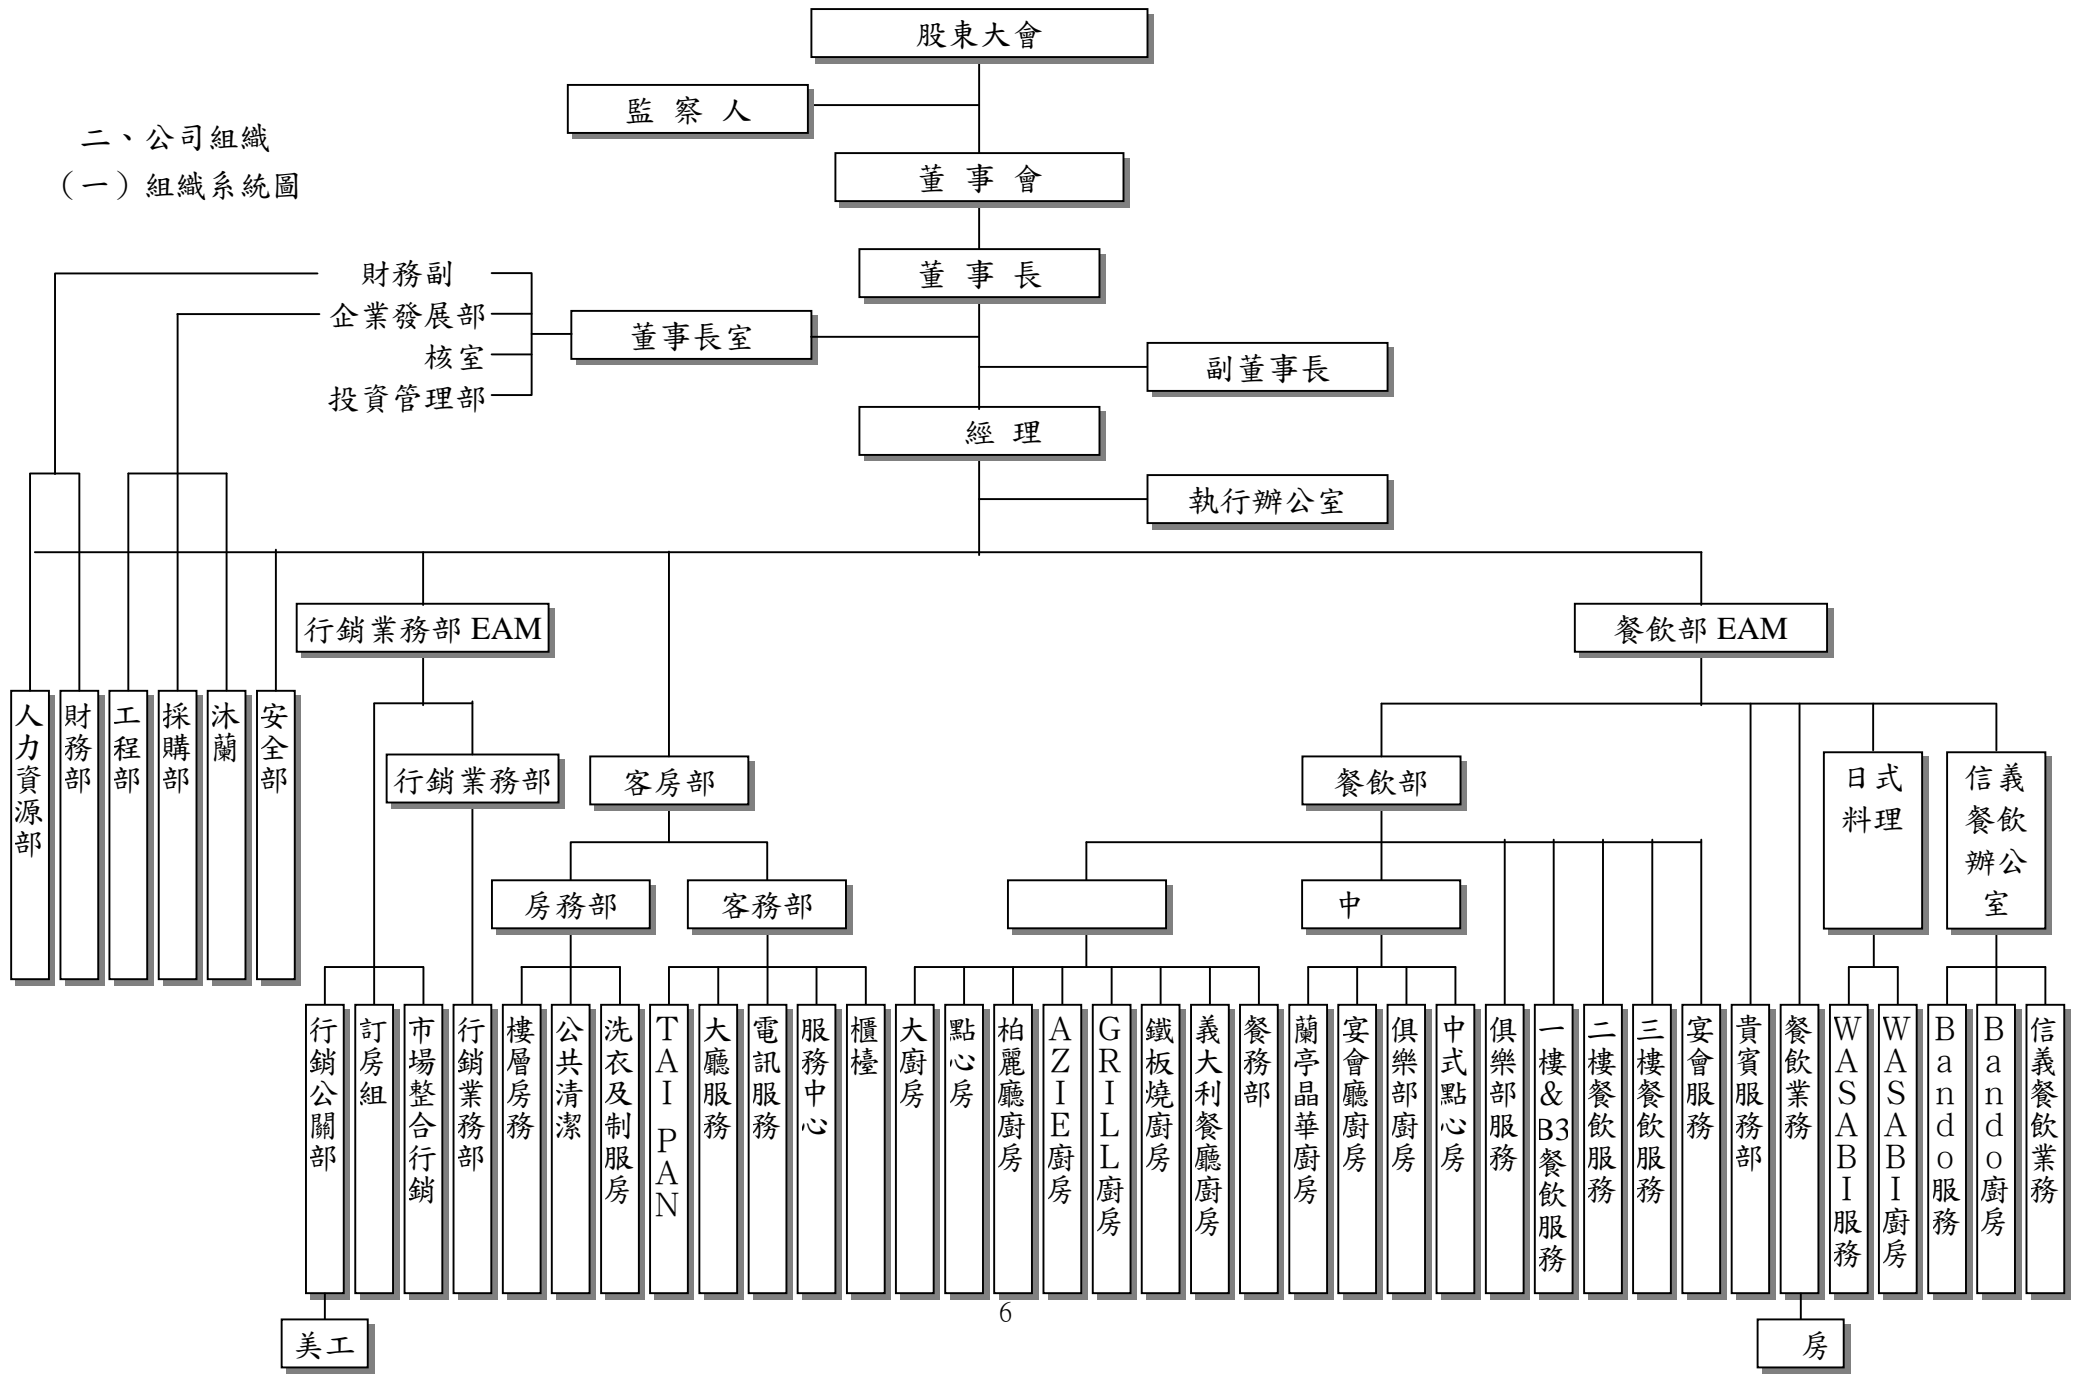 股東大會
監察人
二、公司組織
（一）組織系統圖
董事會
董事長
財務副
企業發展部
核室
投資管理部
董事長室
副董事長
經理
執行辦公室
行銷業務部 EAM
餐飲部 EAM
人力資源部
財務部
工程部
採購部
沐蘭
安全部
行銷業務部
客房部
餐飲部
日式
料理
信義
餐飲
辦公
室
房務部
客務部
中
行銷公關部
訂房組
市場整合行銷
行銷業務部
樓層房務
公共清潔
洗衣及制服房
TAI PAN
大廳服務
電訊服務
服務中心
櫃檯
大廚房
點心房
柏麗廳廚房
AZIE廚房
GRILL廚房
鐵板燒廚房
義大利餐廳廚房
餐務部
蘭亭晶華廚房
宴會廳廚房
俱樂部廚房
中式點心房
俱樂部服務
一樓&B3餐飲服務
二樓餐飲服務
三樓餐飲服務
宴會服務
貴賓服務部
餐飲業務
WASABI服務
WASABI廚房
Bando服務
Bando廚房
信義餐飲業務
6
美工
房